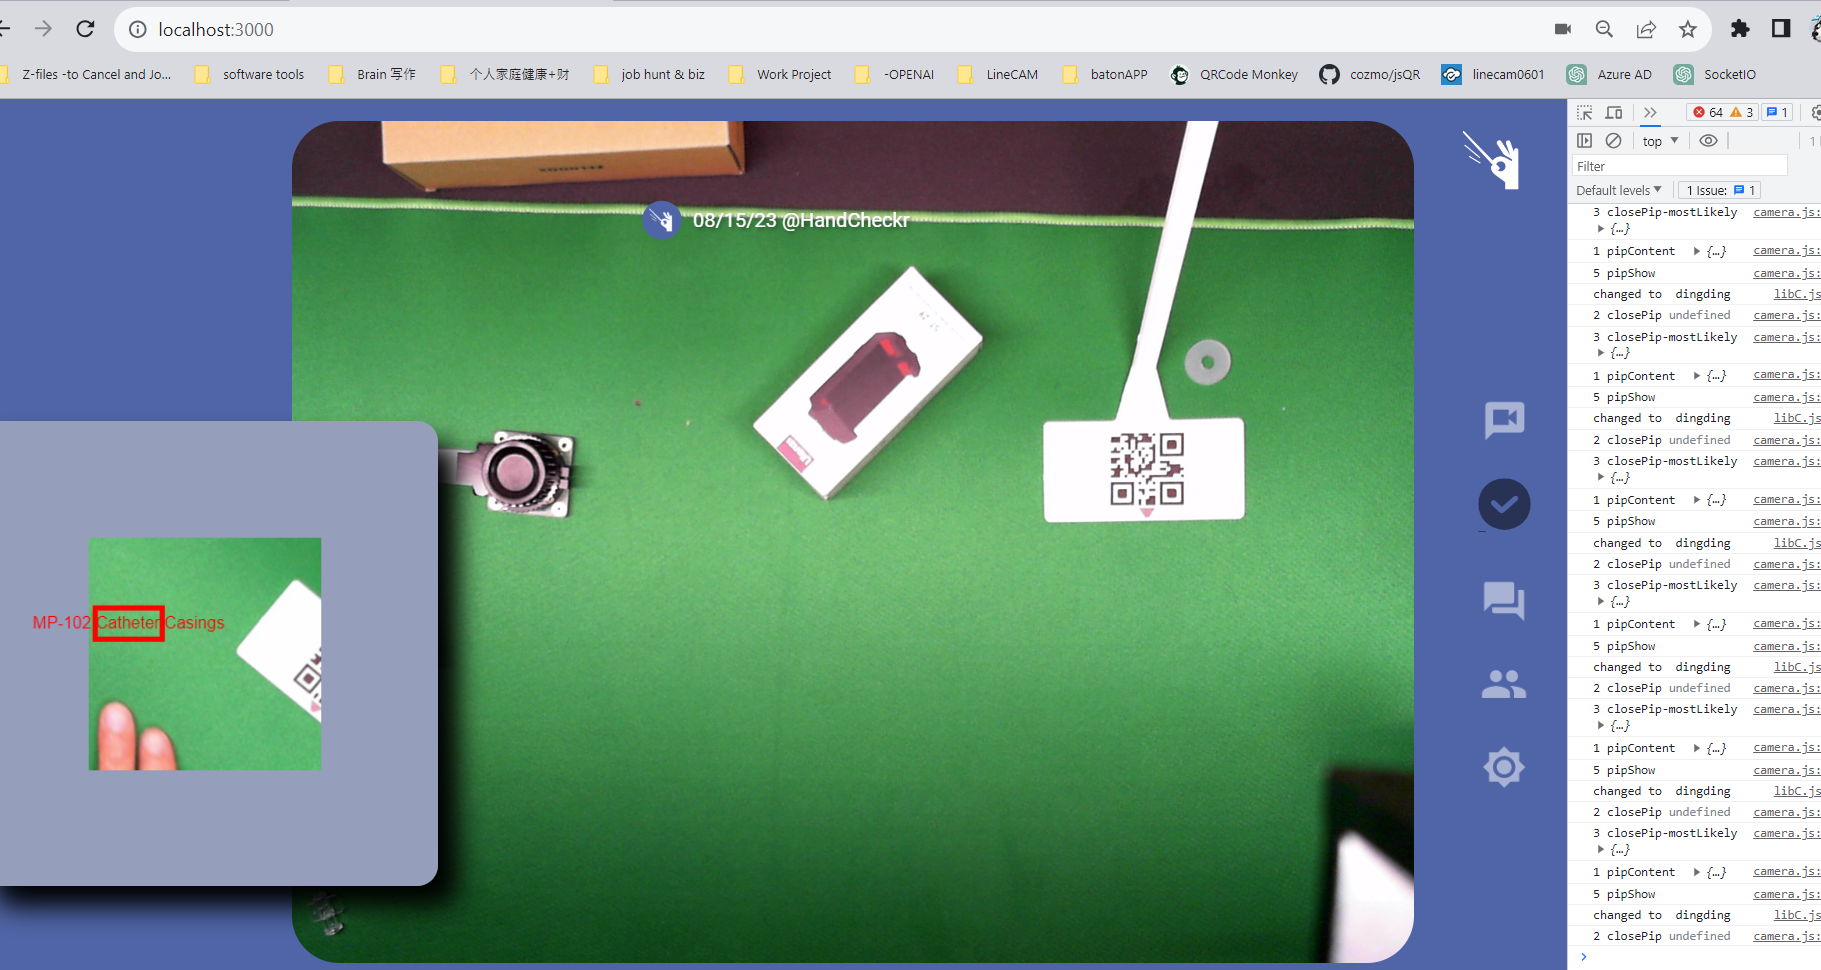 localhost:3000
Z-files -to Cancel and Jo...
software tools
Brain 写作
个人家庭健康+财
job hunt & biz
Work Project
-OPENAI
LineCAM
batonAPP
QRCode Monkey
cozmo/jsQR
linecam0601
Azure AD
SocketIO
08/15/23 @HandCheckr
MP-102 Catheter Casings
64 3 1
top
Filter
Default levels
1 Issue: 1
3 closePip-mostLikely camera.js:
{…}
1 pipContent {…} camera.js:
5 pipShow camera.js:
changed to dingding libC.js
2 closePip undefined camera.js:
3 closePip-mostLikely camera.js:
{…}
1 pipContent {…} camera.js:
5 pipShow camera.js:
changed to dingding libC.js
2 closePip undefined camera.js:
3 closePip-mostLikely camera.js:
{…}
1 pipContent {…} camera.js:
5 pipShow camera.js:
changed to dingding libC.js
2 closePip undefined camera.js:
3 closePip-mostLikely camera.js:
{…}
1 pipContent {…} camera.js:
5 pipShow camera.js:
changed to dingding libC.js
2 closePip undefined camera.js:
3 closePip-mostLikely camera.js:
{…}
1 pipContent {…} camera.js:
5 pipShow camera.js:
changed to dingding libC.js
2 closePip undefined camera.js:
3 closePip-mostLikely camera.js:
{…}
1 pipContent {…} camera.js:
5 pipShow camera.js:
changed to dingding libC.js
2 closePip undefined camera.js: